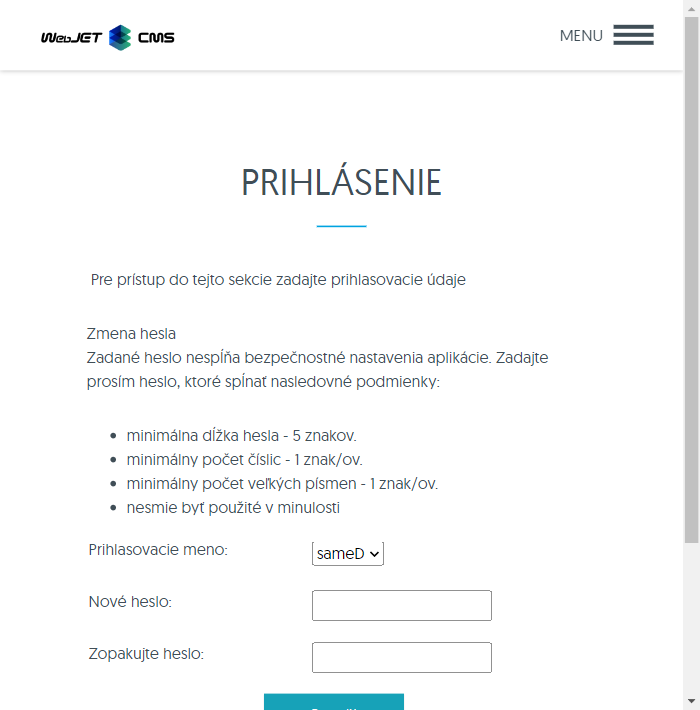 WebJET CMS
MENU
PRIHLÁSENIE
Pre prístup do tejto sekcie zadajte prihlasovacie údaje
Zmena hesla
Zadané heslo nespĺňa bezpečnostné nastavenia aplikácie. Zadajte
prosím heslo, ktoré spĺnať nasledovné podmienky:
minimálna dĺžka hesla - 5 znakov.
minimálny počet číslic - 1 znak/ov.
minimálny počet veľkých písmen - 1 znak/ov.
nesmie byť použité v minulosti
Prihlasovacie meno:
sameD
Nové heslo:
Zopakujte heslo: